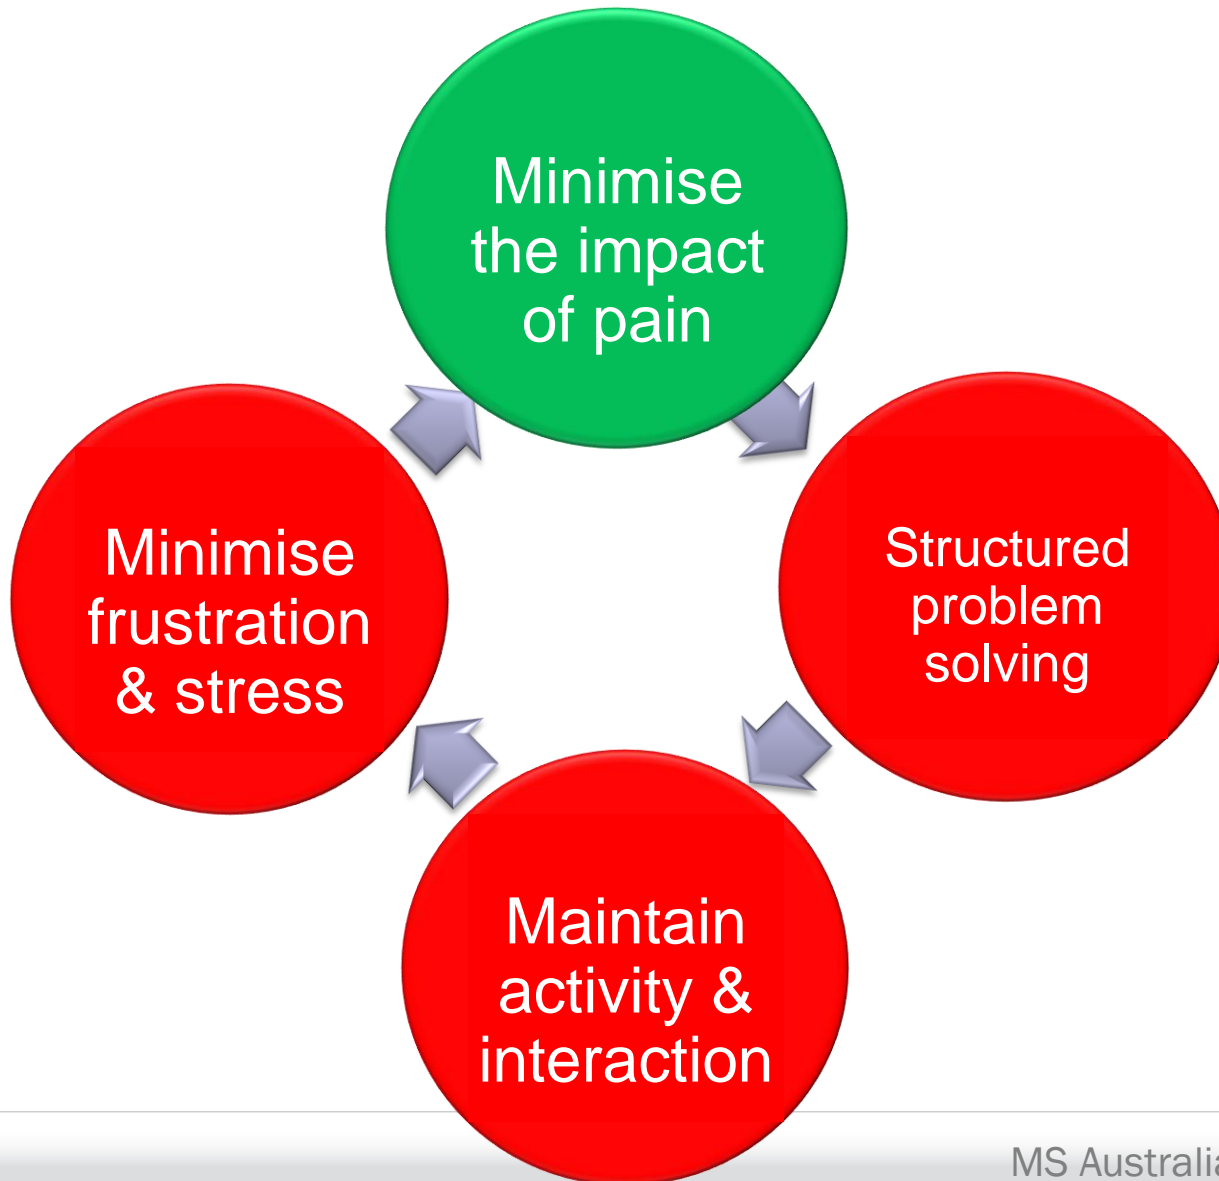 Minimise
the impact
of pain
Structured
problem
solving
Maintain
activity &
interaction
Minimise
frustration
& stress
MS Australia